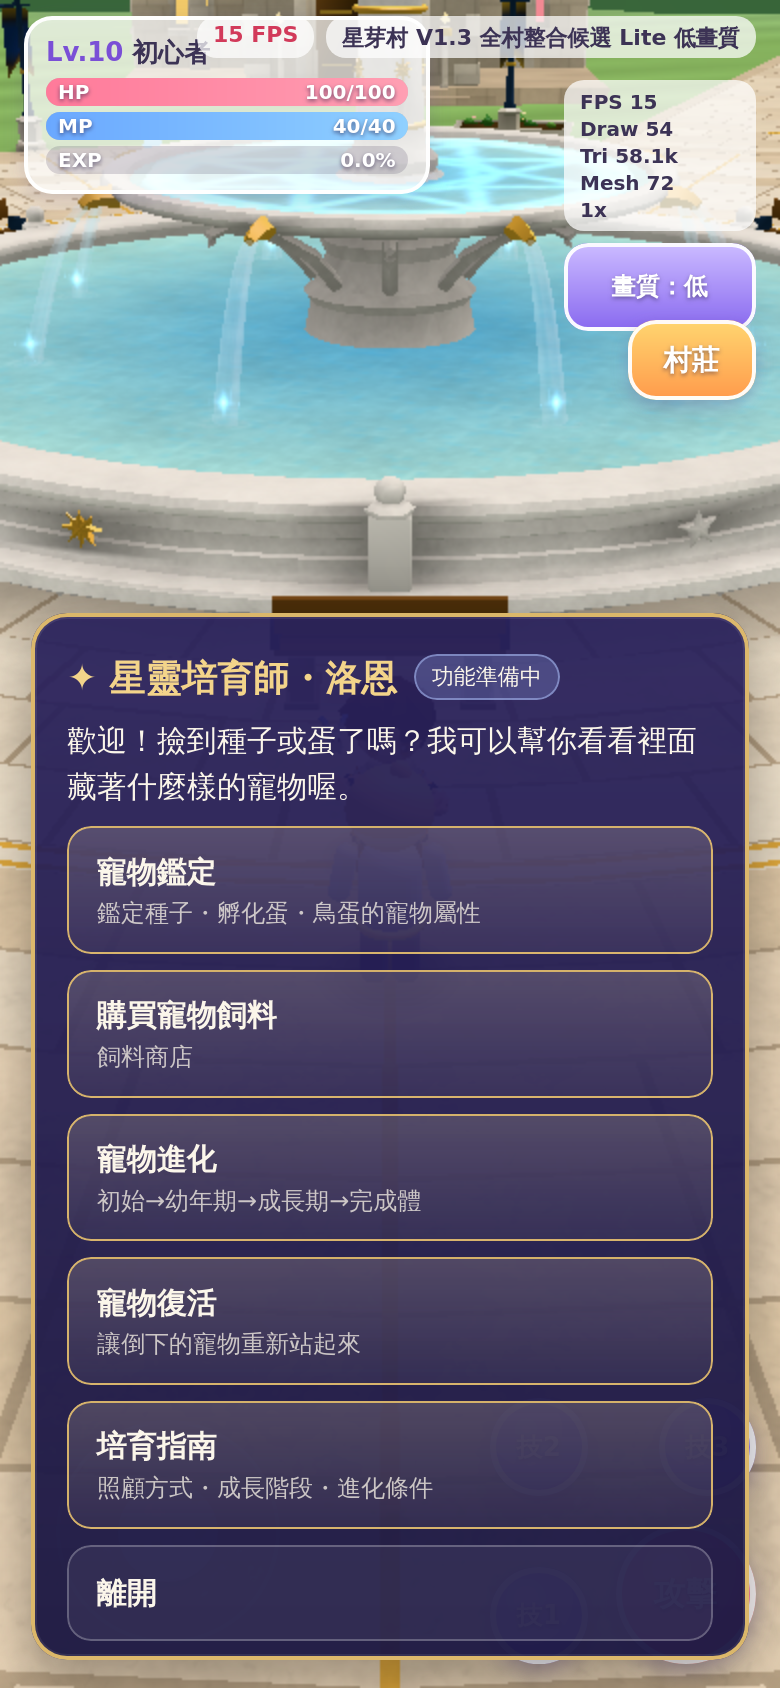 Lv.10 初心者
15 FPS
星芽村 V1.3 全村整合候選 Lite 低畫質
HP 100/100
MP 40/40
EXP 0.0%
FPS 15
Draw 54
Tri 58.1k
Mesh 72
1x
畫質：低
村莊
✦ 星靈培育師・洛恩 功能準備中
歡迎！撿到種子或蛋了嗎？我可以幫你看看裡面
藏著什麼樣的寵物喔。
寵物鑑定
鑑定種子・孵化蛋・鳥蛋的寵物屬性
購買寵物飼料
飼料商店
寵物進化
初始→幼年期→成長期→完成體
寵物復活
讓倒下的寵物重新站起來
培育指南
照顧方式・成長階段・進化條件
技2
技3
離開
技1
攻擊